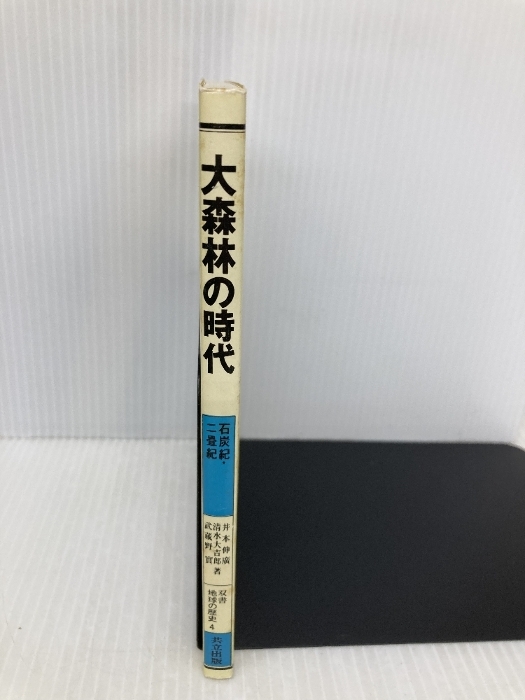 大森林の時代
石炭紀・
二畳紀
井本伸廣
清水大吉郎 著
武蔵野實
双書
地球の歴史 4
共立出版